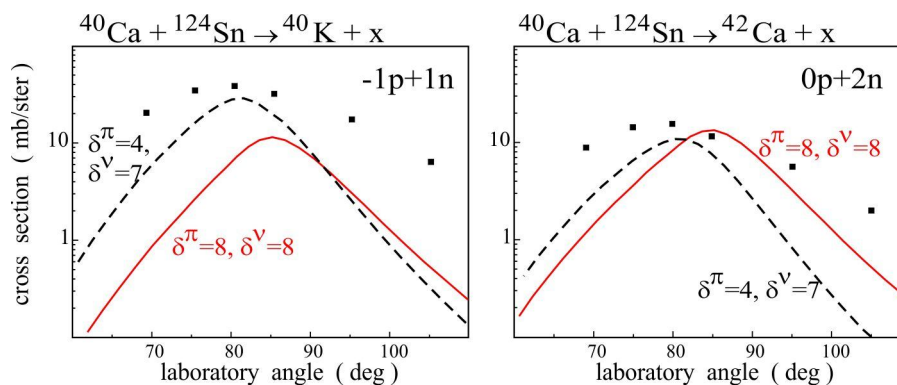 ⁴⁰Ca + ¹²⁴Sn → ⁴⁰K + x
-1p+1n
δ^π=4,
δ^ν=7
δ^π=8, δ^ν=8
10
1
cross section ( mb/ster )
70 80 90 100
laboratory angle ( deg )
⁴⁰Ca + ¹²⁴Sn → ⁴²Ca + x
0p+2n
δ^π=8, δ^ν=8
δ^π=4, δ^ν=7
10
1
70 80 90 100
laboratory angle ( deg )